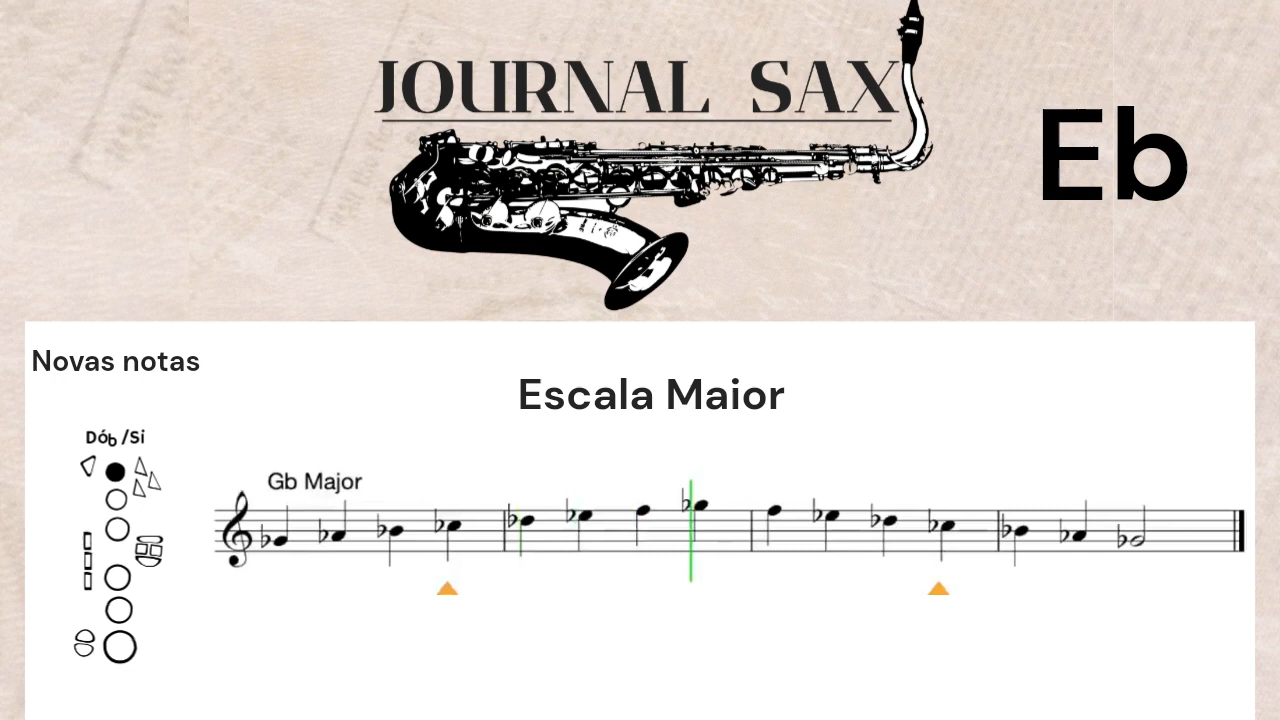 JOURNAL SAX
Eb
Novas notas
Escala Maior
Dób /Si
Gb Major